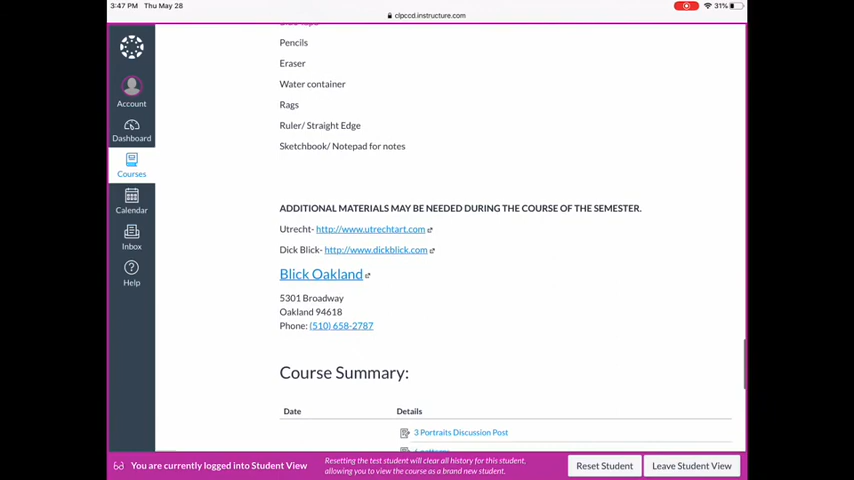 3:47 PM Thu May 28
31%
clpccd.instructure.com
Pencils
Eraser
Water container
Rags
Ruler/ Straight Edge
Sketchbook/ Notepad for notes
ADDITIONAL MATERIALS MAY BE NEEDED DURING THE COURSE OF THE SEMESTER.
Utrecht- http://www.utrechtart.com
Dick Blick- http://www.dickblick.com
Blick Oakland
5301 Broadway
Oakland 94618
Phone: (510) 658-2787
Course Summary:
Date Details
3 Portraits Discussion Post
Account
Dashboard
Courses
Calendar
Inbox
Help
You are currently logged into Student View
Resetting the test student will clear all history for this student,
allowing you to view the course as a brand new student.
Reset Student
Leave Student View